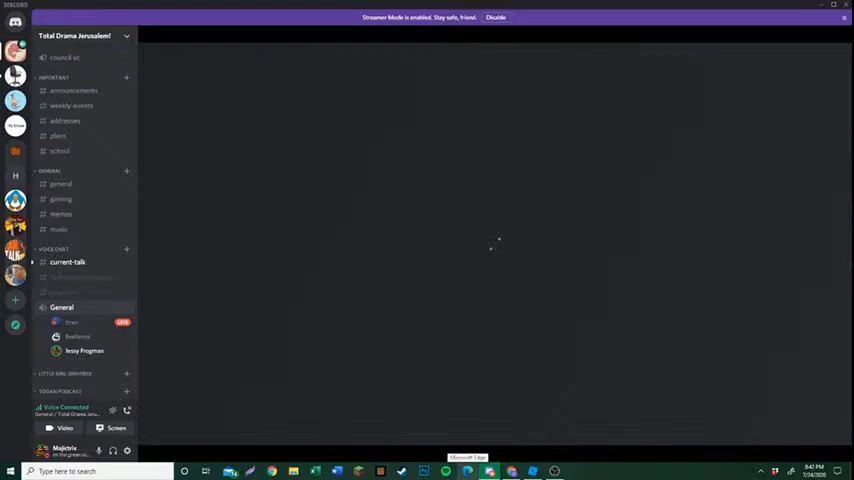 DISCORD
Streamer Mode is enabled. Stay safe, friend. Disable
Total Drama Jerusalem!
council vc
IMPORTANT
announcements
weekly-events
addresses
plans
school
GENERAL
general
gaming
memes
music
VOICE CHAT
current-talk
General
LIVE
Jessy Frogman
LITTLE GIRL UNIVERSE
TOGAN PODCAST
Voice Connected
General / Total Drama Jerus...
Video
Screen
Majictrix
H
TALK
Microsoft Edge
Type here to search
8:42 PM
7/24/2020